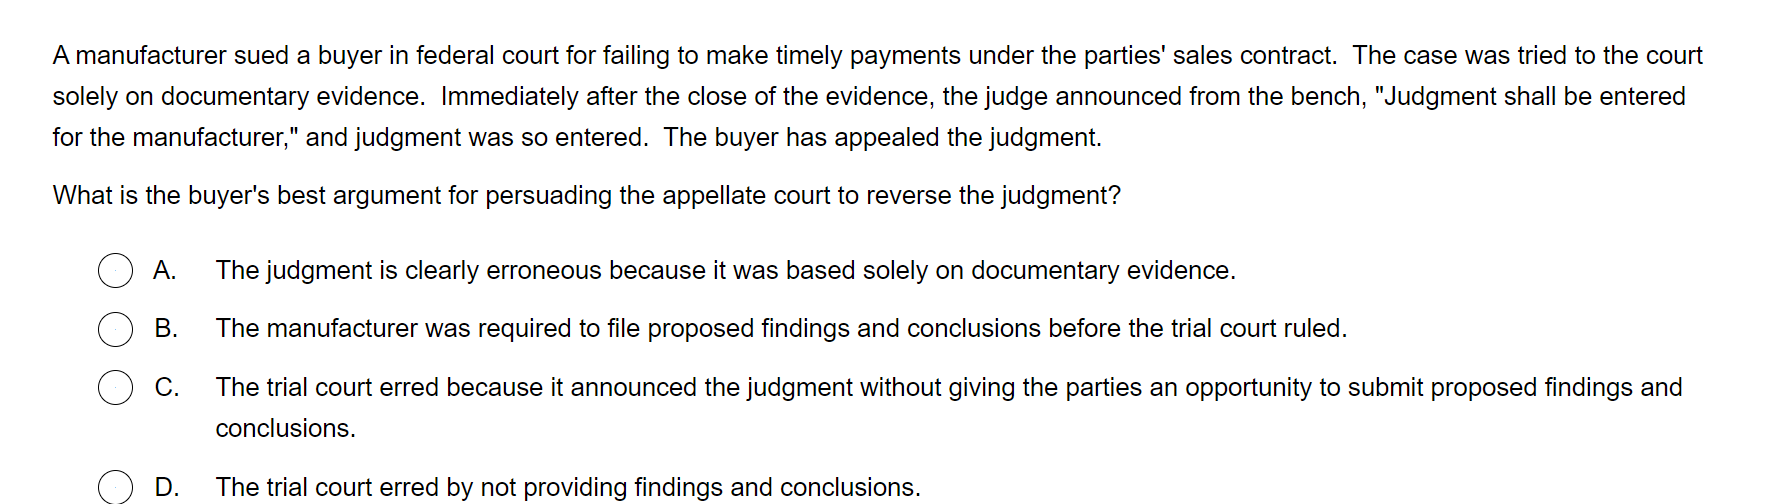 A manufacturer sued a buyer in federal court for failing to make timely payments under the parties' sales contract.  The case was tried to the court
solely on documentary evidence.  Immediately after the close of the evidence, the judge announced from the bench, "Judgment shall be entered
for the manufacturer," and judgment was so entered.  The buyer has appealed the judgment.
What is the buyer's best argument for persuading the appellate court to reverse the judgment?
A. The judgment is clearly erroneous because it was based solely on documentary evidence.
B. The manufacturer was required to file proposed findings and conclusions before the trial court ruled.
C. The trial court erred because it announced the judgment without giving the parties an opportunity to submit proposed findings and
conclusions.
D. The trial court erred by not providing findings and conclusions.